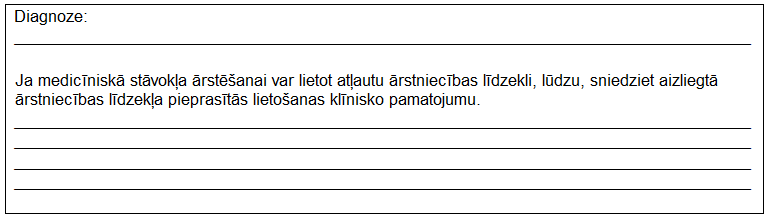 Diagnoze:
Ja medicīniskā stāvokļa ārstēšanai var lietot atļautu ārstniecības līdzekli, lūdzu, sniedziet aizliegtā
ārstniecības līdzekļa pieprasītās lietošanas klīnisko pamatojumu.